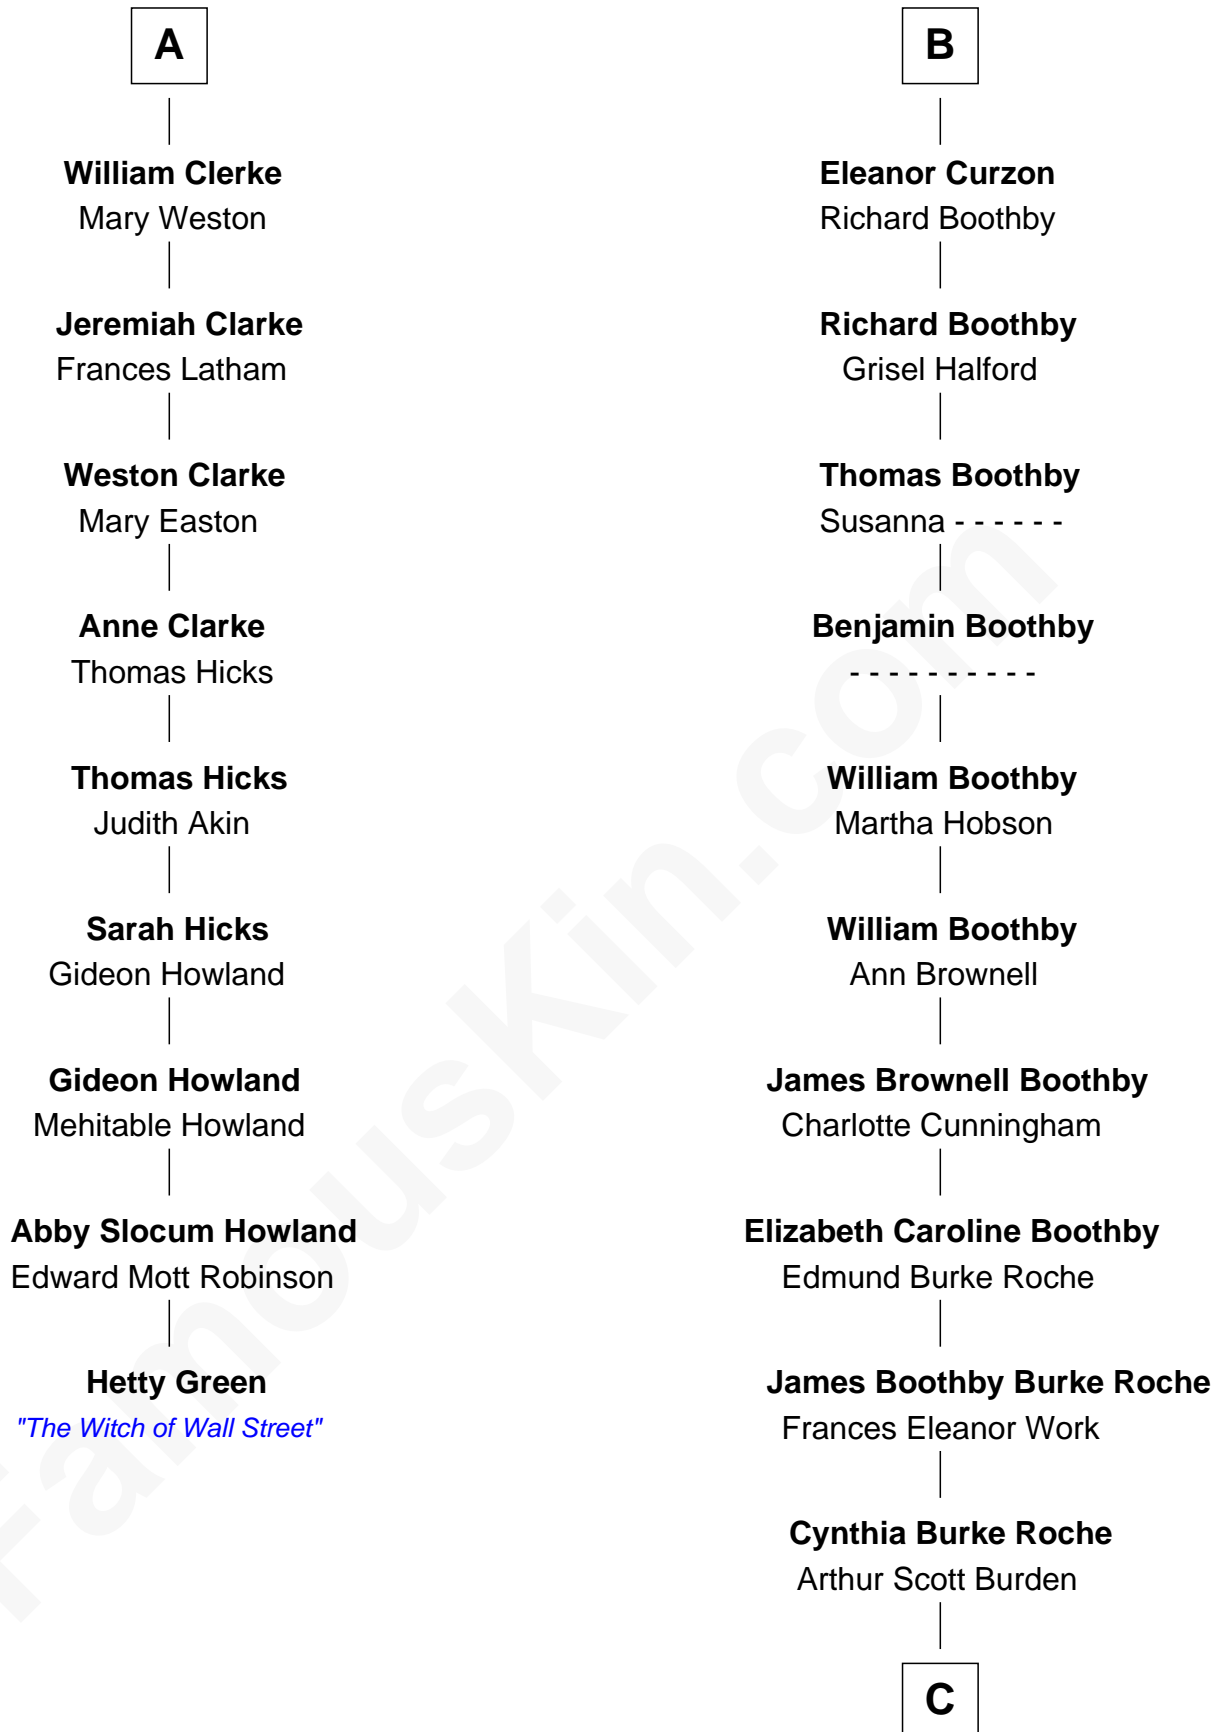 A
William Clerke
Mary Weston
Jeremiah Clarke
Frances Latham
Weston Clarke
Mary Easton
Anne Clarke
Thomas Hicks
Thomas Hicks
Judith Akin
Sarah Hicks
Gideon Howland
Gideon Howland
Mehitable Howland
Abby Slocum Howland
Edward Mott Robinson
Hetty Green
"The Witch of Wall Street"
B
Eleanor Curzon
Richard Boothby
Richard Boothby
Grisel Halford
Thomas Boothby
Susanna - - - - - -
Benjamin Boothby
- - - - - - - - - -
William Boothby
Martha Hobson
William Boothby
Ann Brownell
James Brownell Boothby
Charlotte Cunningham
Elizabeth Caroline Boothby
Edmund Burke Roche
James Boothby Burke Roche
Frances Eleanor Work
Cynthia Burke Roche
Arthur Scott Burden
C
FamousKin.com